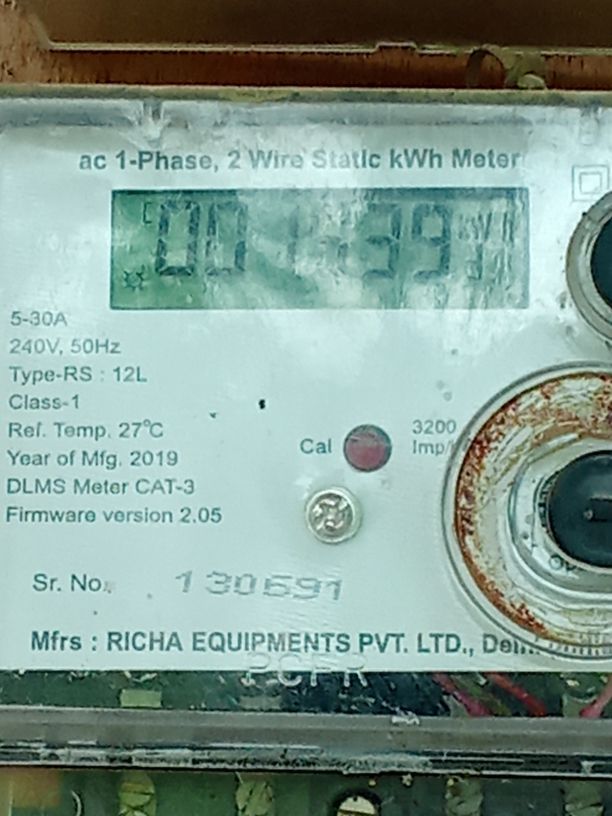 ac 1-Phase, 2 Wire Static kWh Meter
5-30A
240V, 50Hz
Type-RS : 12L
Class-1
Ref. Temp. 27°C
Year of Mfg. 2019
DLMS Meter CAT-3
Firmware version 2.05
Cal
3200
Imp/
Sr. No. 130691
Mfrs : RICHA EQUIPMENTS PVT. LTD.,